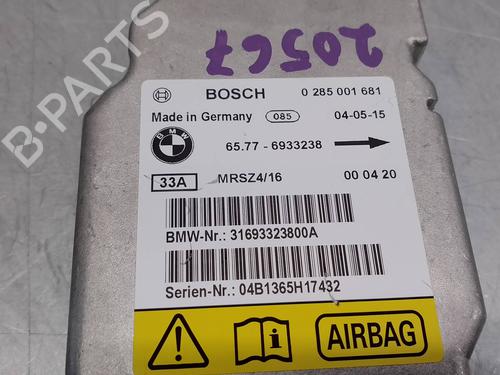 20567
B-PARTS
BOSCH 0 285 001 681
Made in Germany 085 04-05-15
BMW 65.77 - 6933238
33A MRSZ4/16 00 04 20
BMW-Nr.: 31693323800A
Serien-Nr.: 04B1365H17432
AIRBAG